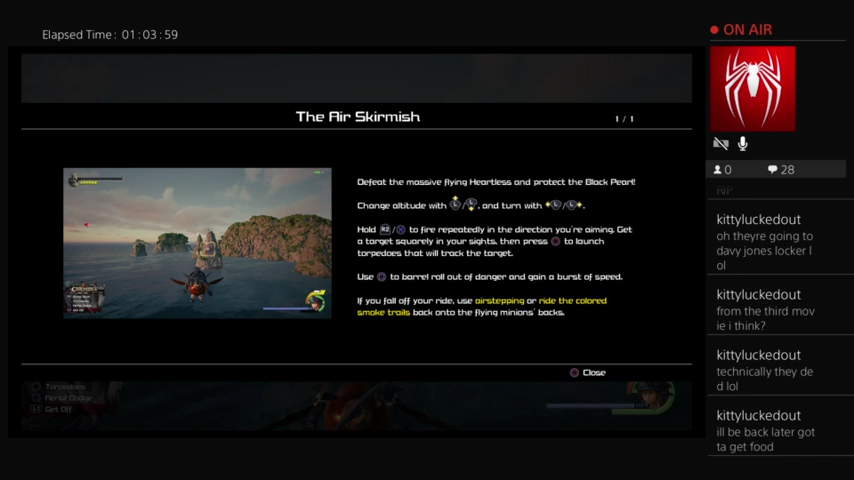 Elapsed Time: 01:03:59
ON AIR
The Air Skirmish
1 / 1
Defeat the massive flying Heartless and protect the Black Pearl!
Change altitude with L/L, and turn with L/L.
Hold R2/ to fire repeatedly in the direction you're aiming. Get
a target squarely in your sights, then press to launch
torpedoes that will track the target.
Use to barrel roll out of danger and gain a burst of speed.
If you fall off your ride, use airstepping or ride the colored
smoke trails back onto the flying minions' backs.
Close
Torpedoes
Aerial Dodge
Get Off
0 28
RIP
kittyluckedout
oh theyre going to
davy jones locker l
ol
kittyluckedout
from the third mov
ie i think?
kittyluckedout
technically they de
d lol
kittyluckedout
ill be back later got
ta get food